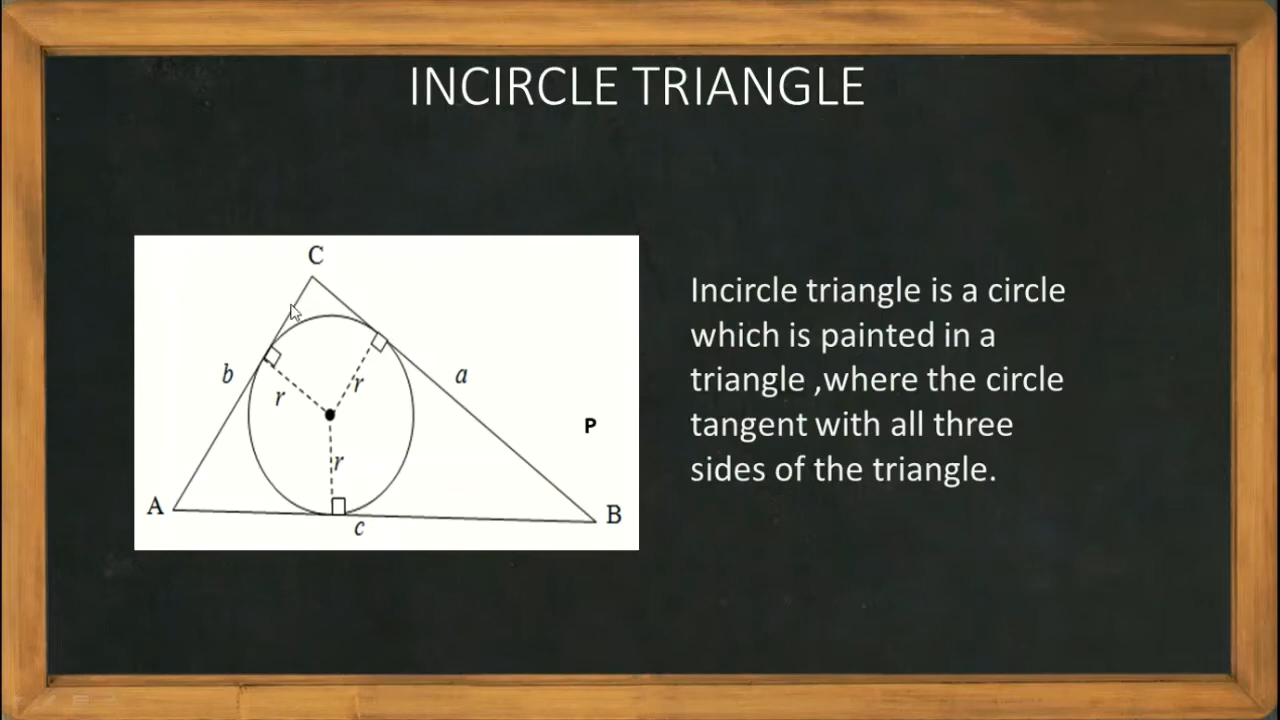 INCIRCLE TRIANGLE
C
b
r
r
a
P
r
A
c
B
Incircle triangle is a circle
which is painted in a
triangle ,where the circle
tangent with all three
sides of the triangle.